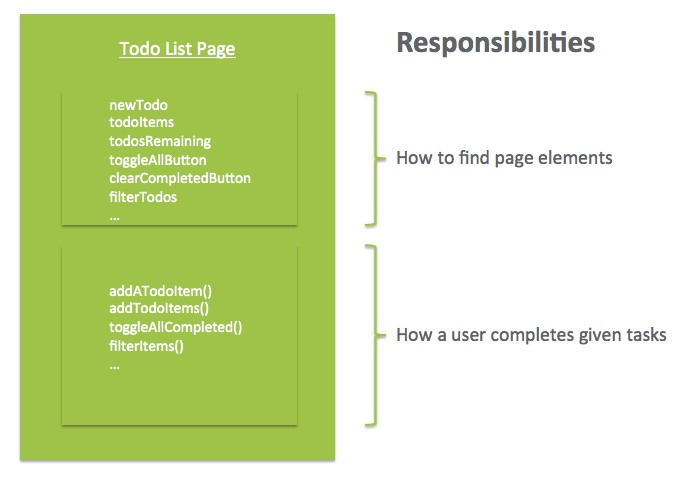 Todo List Page
Responsibilities
newTodo
todoItems
todosRemaining
toggleAllButton
clearCompletedButton
filterTodos
...
How to find page elements
addATodoItem()
addTodoItems()
toggleAllCompleted()
filterItems()
...
How a user completes given tasks